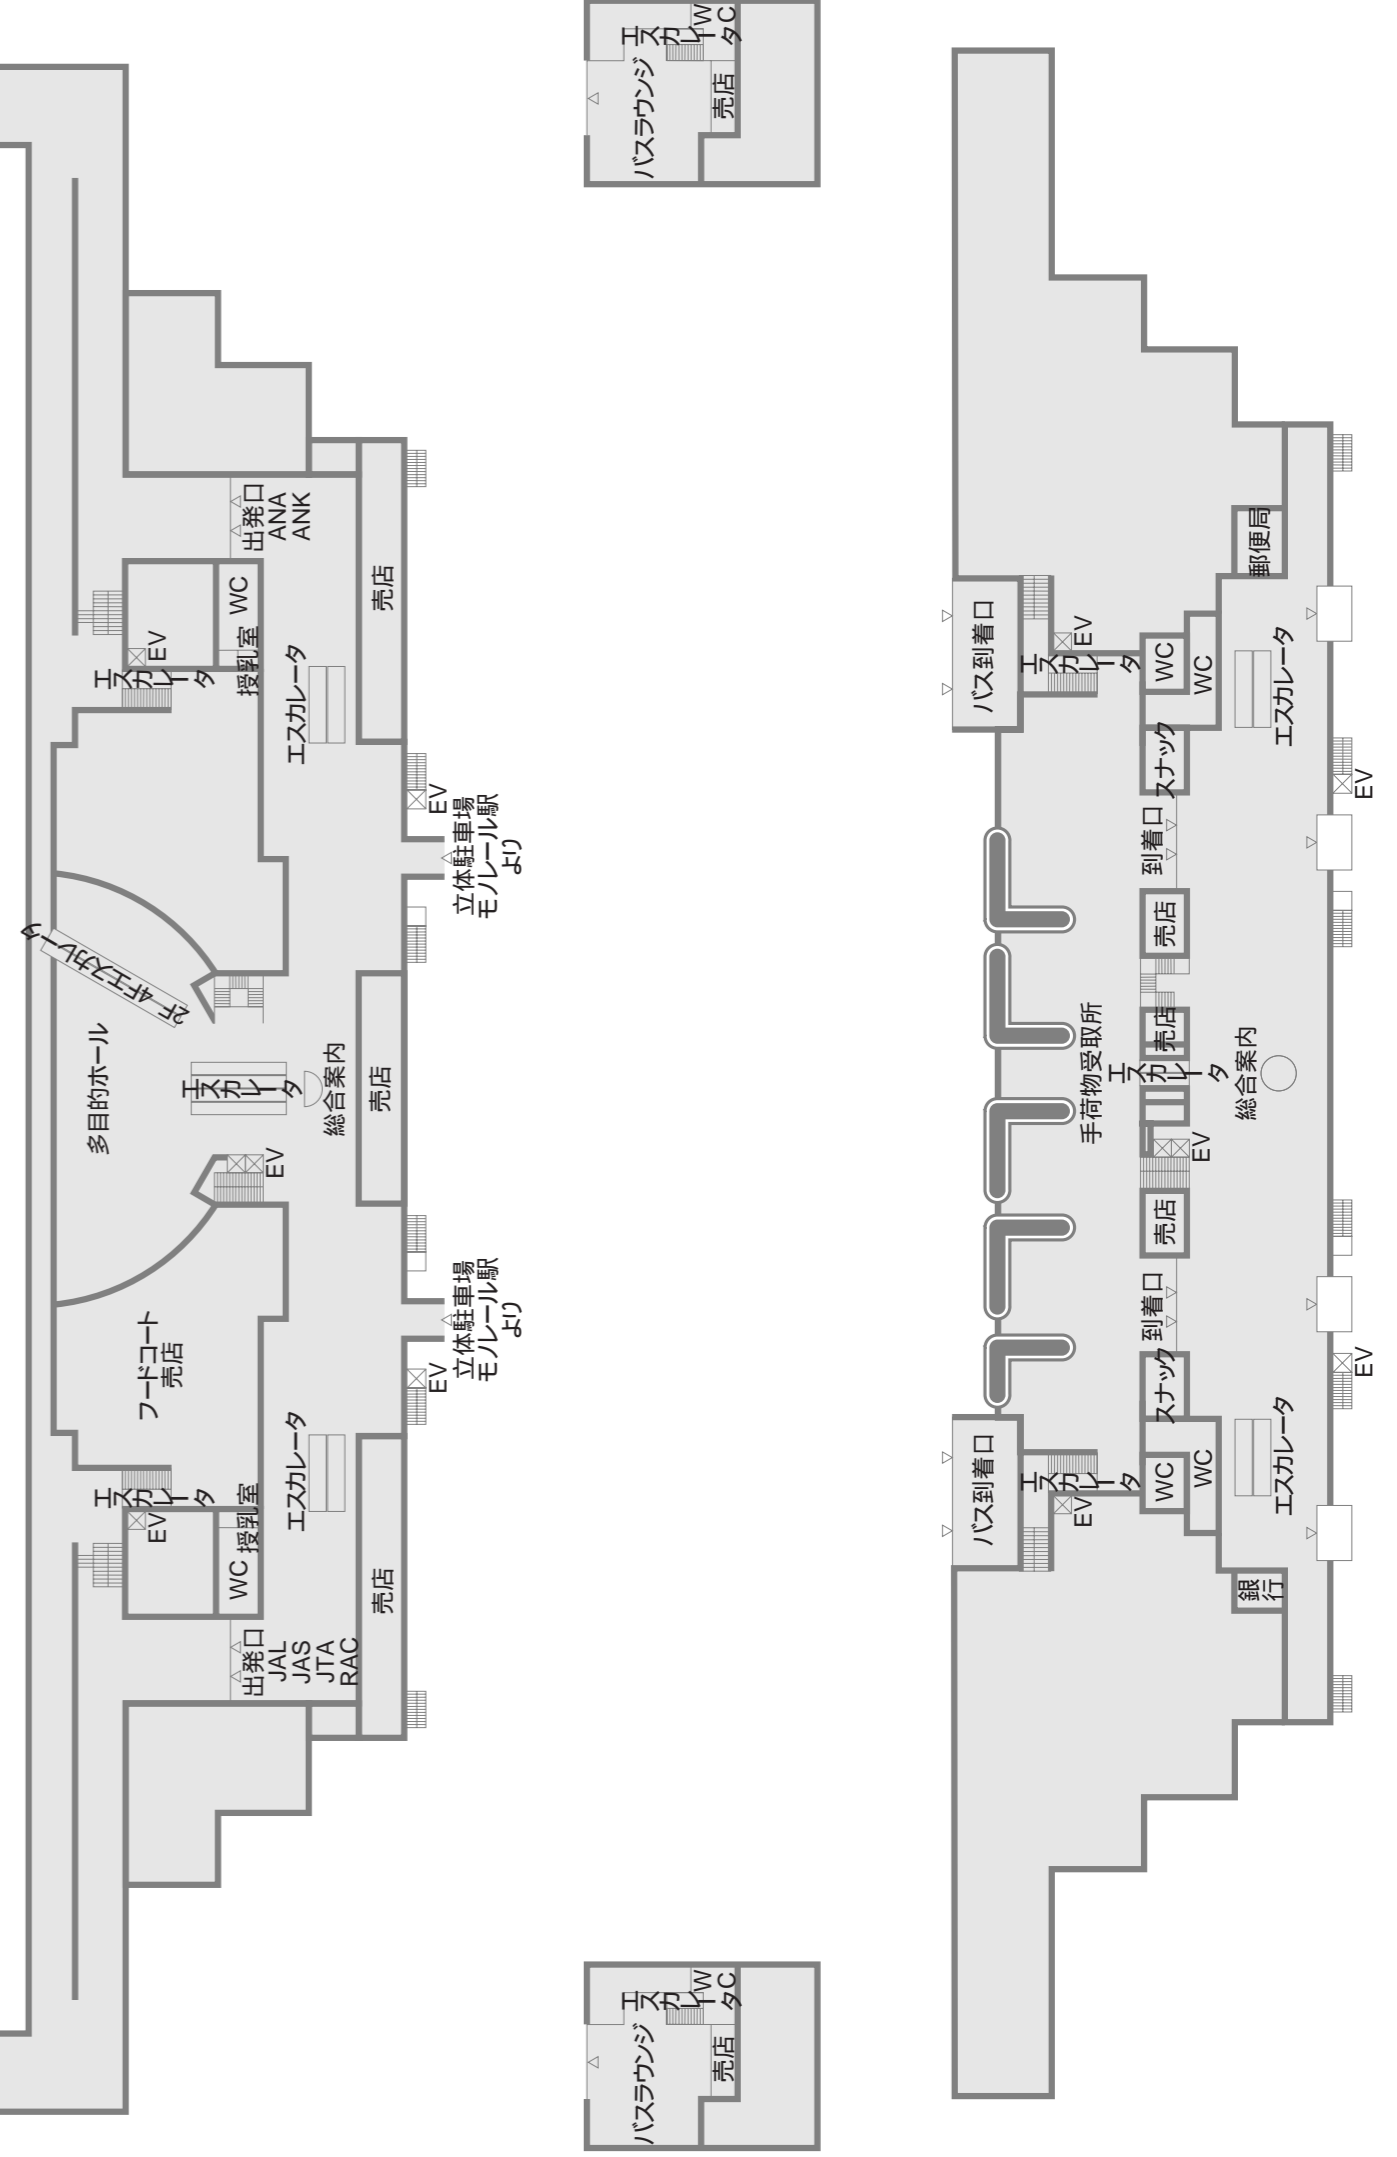 バスラウンジ
エスカレータ
WC
売店
出発口
ANA
ANK
売店
WC
授乳室
EV
エスカレータ
エスカレータ
EV
立体駐車場
モノレール駅
より
2F 4Fエスカレータ
多目的ホール
エスカレータ
総合案内
売店
EV
立体駐車場
モノレール駅
より
EV
フードコート
売店
エスカレータ
エスカレータ
EV
授乳室
WC
売店
出発口
JAL
JAS
JTA
RAC
バスラウンジ
エスカレータ
WC
売店
郵便局
バス到着口
EV
エスカレータ
WC
WC
エスカレータ
スナック
EV
到着口
売店
売店
手荷物受取所
エスカレータ
総合案内
EV
売店
到着口
スナック
EV
バス到着口
エスカレータ
EV
WC
WC
エスカレータ
銀行